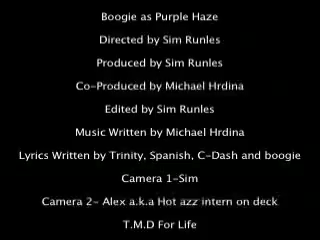 Boogie as Purple Haze
Directed by Sim Runles
Produced by Sim Runles
Co-Produced by Michael Hrdina
Edited by Sim Runles
Music Written by Michael Hrdina
Lyrics Written by Trinity, Spanish, C-Dash and boogie
Camera 1-Sim
Camera 2- Alex a.k.a Hot azz intern on deck
T.M.D For Life